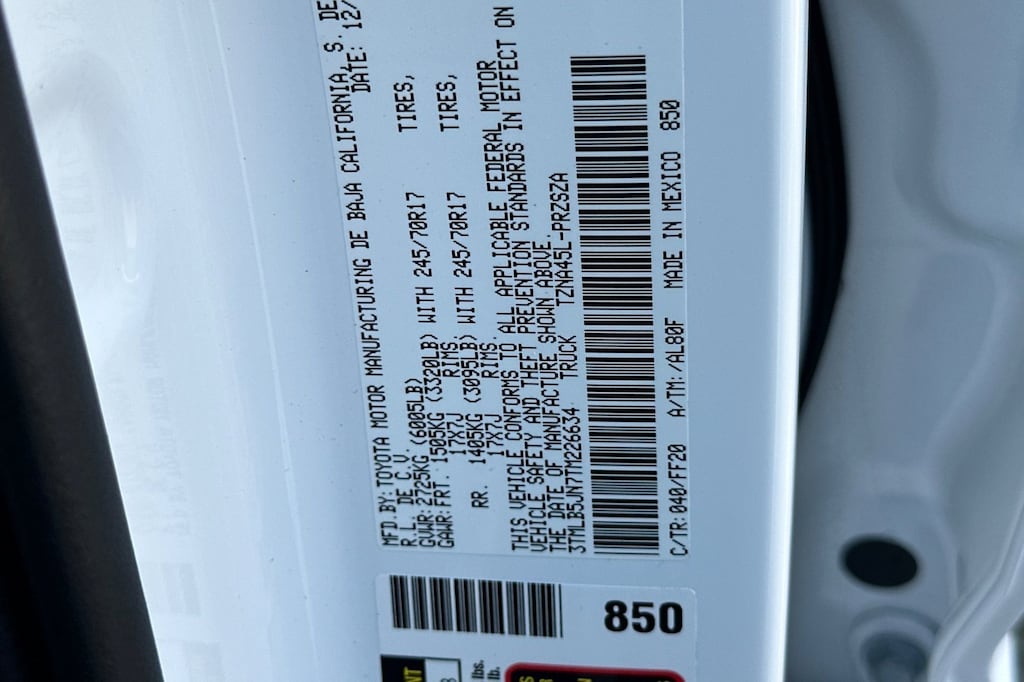 MFD.BY:TOYOTA MOTOR MANUFACTURING DE BAJA CALIFORNIA, S. DE
R.L. DE C.V. DATE: 12/
GVWR:2725KG (6005LB)
GAWR:FRT. 1505KG (3320LB) WITH 245/70R17 TIRES,
17X7J RIMS.
RR. 1405KG (3095LB) WITH 245/70R17 TIRES,
17X7J RIMS.
THIS VEHICLE CONFORMS TO ALL APPLICABLE FEDERAL MOTOR
VEHICLE SAFETY AND THEFT PREVENTION STANDARDS IN EFFECT ON
THE DATE OF MANUFACTURE SHOWN ABOVE.
3TMLB5JN7TM226634 TRUCK TZNA45L-PRZSZA
C/TR:040/FF20 A/TM:/AL80F MADE IN MEXICO 850
850
lbs.
lb.